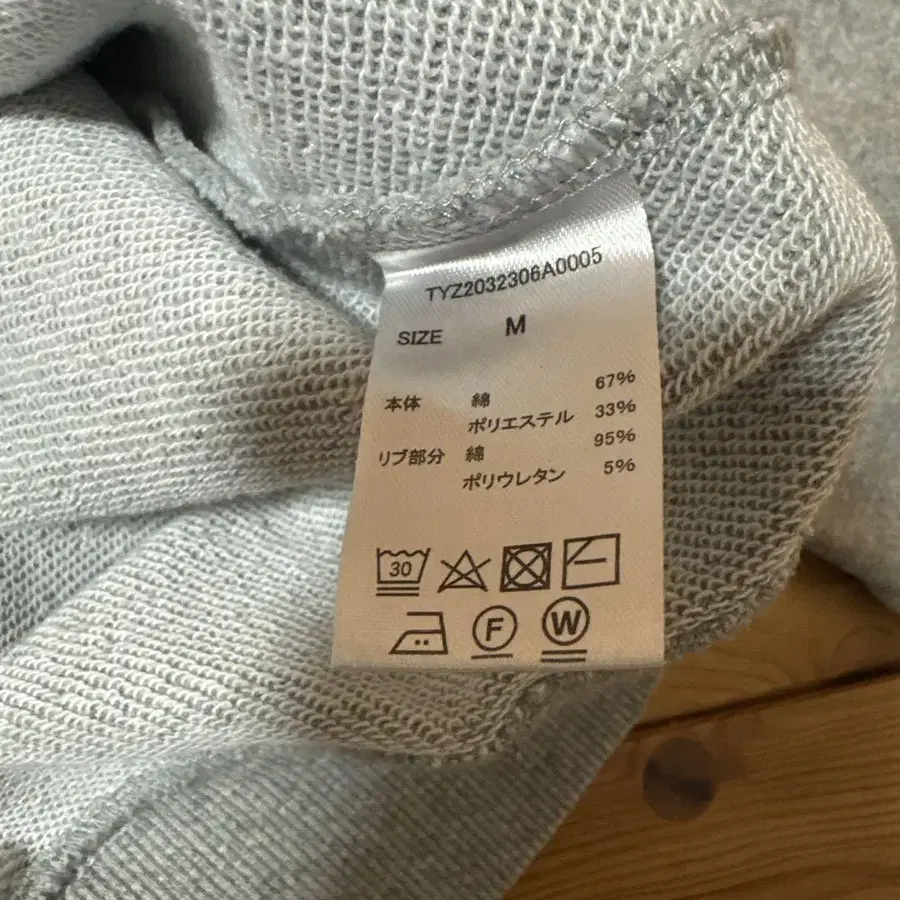 TYZ2032306A0005
SIZE M
本体 綿 67%
ポリエステル 33%
リブ部分 綿 95%
ポリウレタン 5%
30
F W